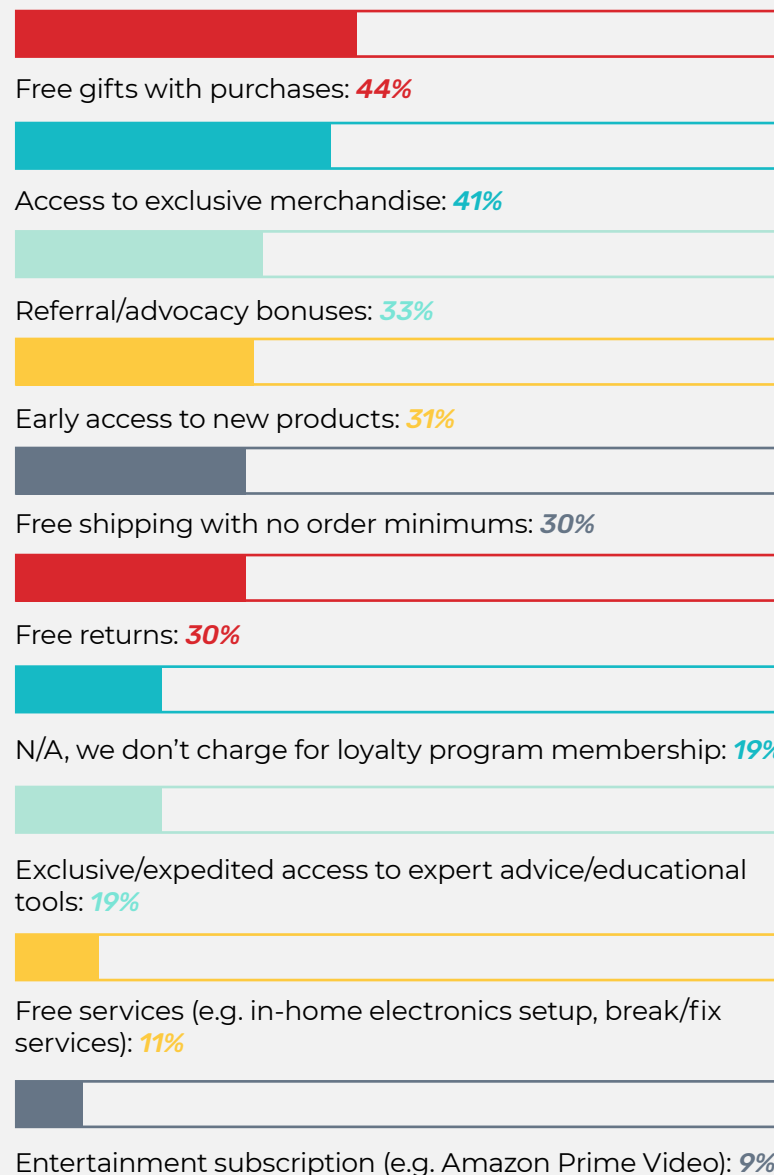 Free gifts with purchases: 44%
Access to exclusive merchandise: 41%
Referral/advocacy bonuses: 33%
Early access to new products: 31%
Free shipping with no order minimums: 30%
Free returns: 30%
N/A, we don’t charge for loyalty program membership: 19%
Exclusive/expedited access to expert advice/educational
tools: 19%
Free services (e.g. in-home electronics setup, break/fix
services): 11%
Entertainment subscription (e.g. Amazon Prime Video): 9%